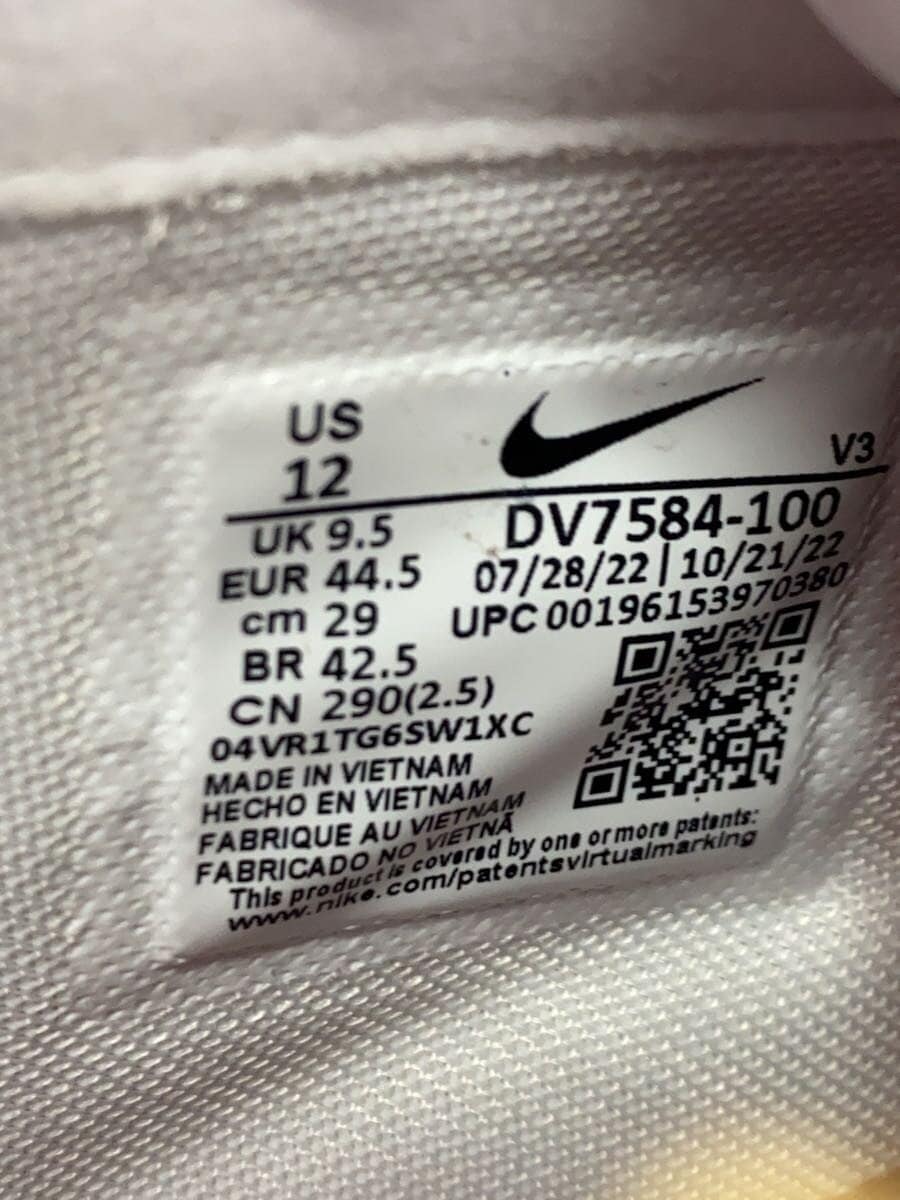 US
12
V3
UK 9.5
EUR 44.5
cm 29
BR 42.5
CN 290(2.5)
04VR1TG6SW1XC
DV7584-100
07/28/22 | 10/21/22
UPC 00196153970380
MADE IN VIETNAM
HECHO EN VIETNAM
FABRIQUE AU VIETNAM
FABRICADO NO VIETNÃ
This product is covered by one or more patents:
www.nike.com/patentsvirtualmarking